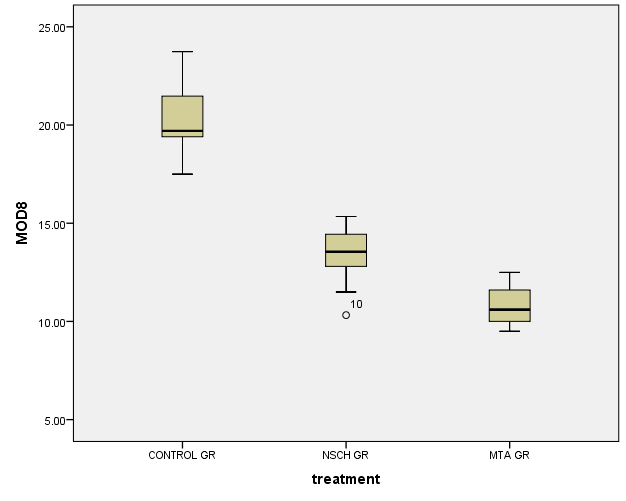 25.00
20.00
15.00
10.00
5.00
MOD8
10
CONTROL GR
NSCH GR
MTA GR
treatment